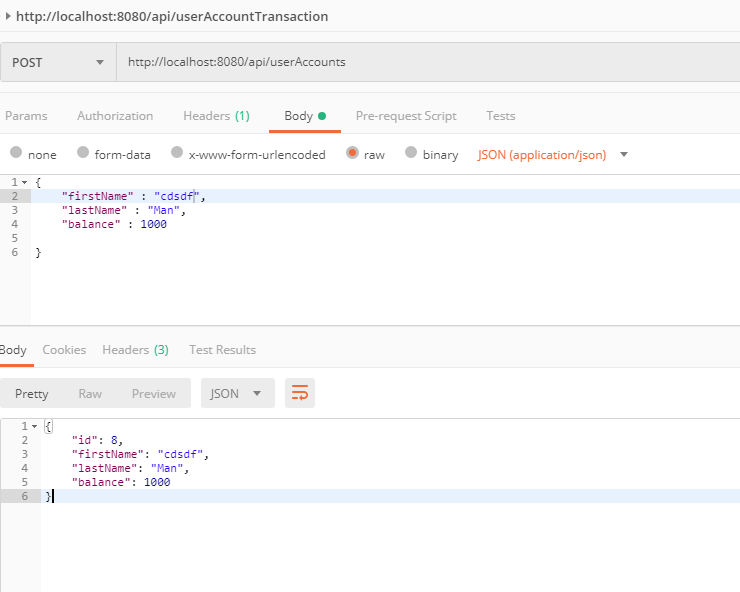 http://localhost:8080/api/userAccountTransaction
POST http://localhost:8080/api/userAccounts
Params Authorization Headers (1) Body Pre-request Script Tests
none form-data x-www-form-urlencoded raw binary JSON (application/json)
1 {
2 "firstName" : "cdsdf",
3 "lastName" : "Man",
4 "balance" : 1000
5
6 }
Body Cookies Headers (3) Test Results
Pretty Raw Preview JSON
1 {
2 "id": 8,
3 "firstName": "cdsdf",
4 "lastName": "Man",
5 "balance": 1000
6 }